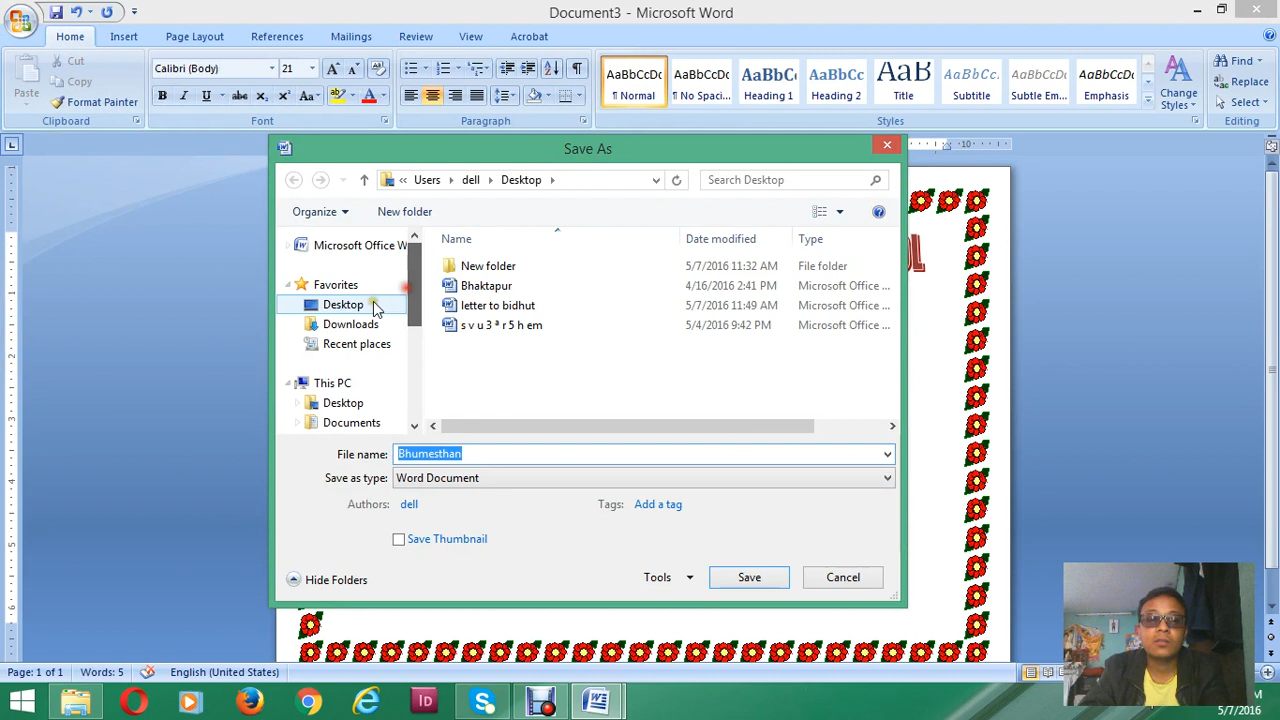 Document3 - Microsoft Word
Home Insert Page Layout References Mailings Review View Acrobat
Paste
Cut
Copy
Format Painter
Clipboard
Calibri (Body) 21
Font
Paragraph
AaBbCcDc AaBbCcDc AaBbCc AaBbCc AaB AaBbCc. AaBbCcDc AaBbCcDc
¶ Normal ¶ No Spaci... Heading 1 Heading 2 Title Subtitle Subtle Em... Emphasis
Styles
Change Styles
Find
Replace
Select
Editing
Save As
« Users dell Desktop
Search Desktop
Organize New folder
Name Date modified Type
Microsoft Office W
Favorites
Desktop
Downloads
Recent places
This PC
Desktop
Documents
New folder 5/7/2016 11:32 AM File folder
Bhaktapur 4/16/2016 2:41 PM Microsoft Office ...
letter to bidhut 5/7/2016 11:49 AM Microsoft Office ...
s v u 3 ª r 5 h em 5/4/2016 9:42 PM Microsoft Office ...
File name: Bhumesthan
Save as type: Word Document
Authors: dell Tags: Add a tag
Save Thumbnail
Hide Folders Tools Save Cancel
Page: 1 of 1 Words: 5 English (United States)
5/7/2016